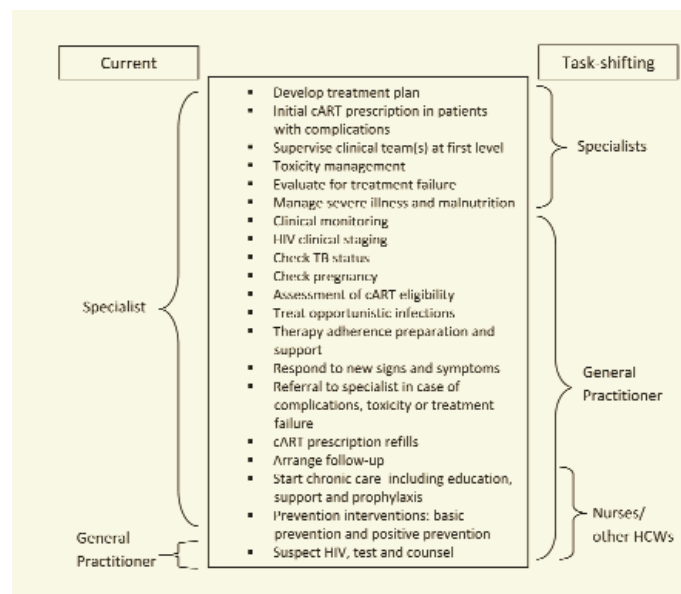 Current
Task-shifting
▪ Develop treatment plan
▪ Initial cART prescription in patients
with complications
▪ Supervise clinical team(s) at first level
▪ Toxicity management
▪ Evaluate for treatment failure
▪ Manage severe illness and malnutrition
▪ Clinical monitoring
▪ HIV clinical staging
▪ Check TB status
▪ Check pregnancy
▪ Assessment of cART eligibility
▪ Treat opportunistic infections
▪ Therapy adherence preparation and
support
▪ Respond to new signs and symptoms
▪ Referral to specialist in case of
complications, toxicity or treatment
failure
▪ cART prescription refills
▪ Arrange follow-up
▪ Start chronic care including education,
support and prophylaxis
▪ Prevention interventions: basic
prevention and positive prevention
▪ Suspect HIV, test and counsel
Specialist
General
Practitioner
Specialists
General
Practitioner
Nurses/
other HCWs